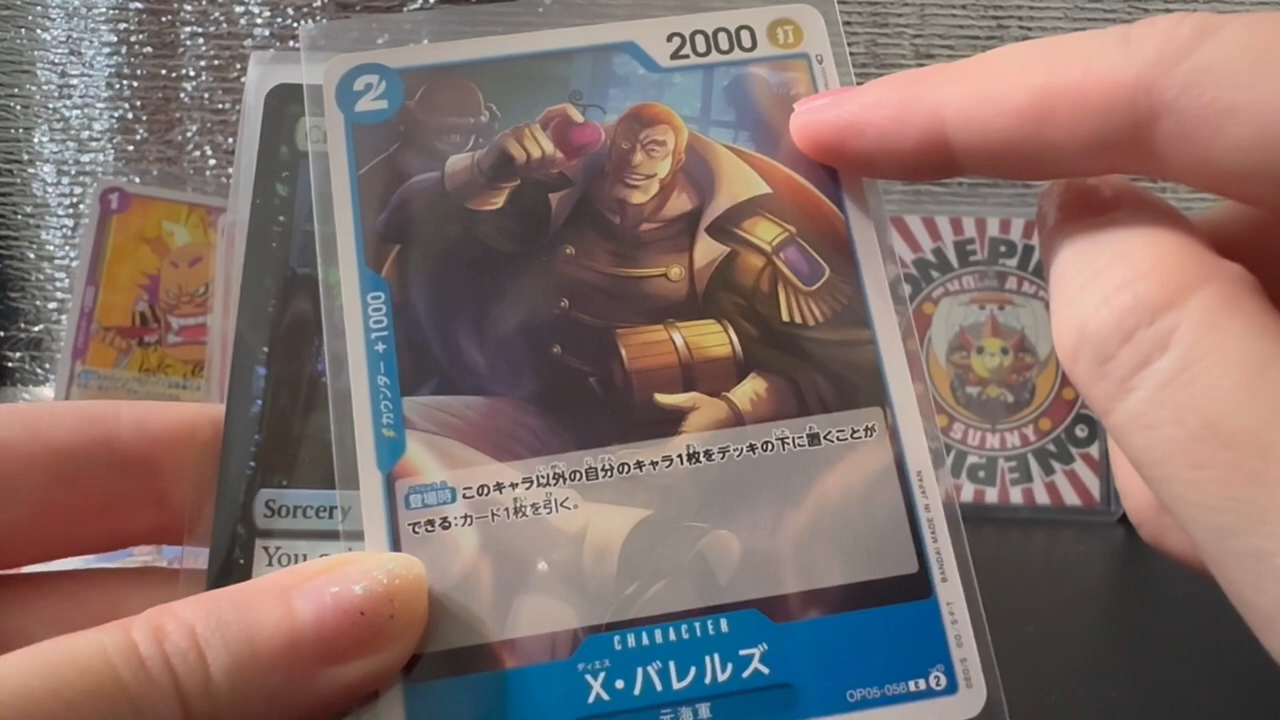 2000 打
2
カウンター +1000
登場時 このキャラ以外の自分のキャラ1枚をデッキの下に置くことが
できる:カード1枚を引く。
CHARACTER
ディエス
X・バレルズ
元海軍
OP05-056 C 2
BANDAI MADE IN JAPAN
1
Sorcery
You
ONEPI
SUNNY